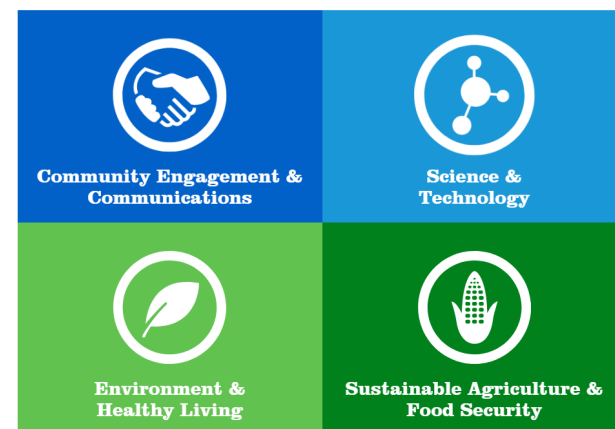 Community Engagement &
Communications
Science &
Technology
Environment &
Healthy Living
Sustainable Agriculture &
Food Security